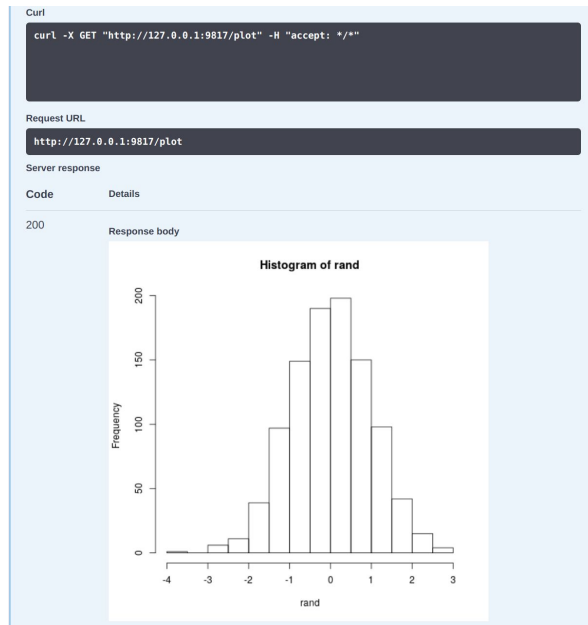 Curl
curl -X GET "http://127.0.0.1:9817/plot" -H "accept: */*"
Request URL
http://127.0.0.1:9817/plot
Server response
Code Details
200
Response body
Histogram of rand
Frequency
200
150
100
50
0
-4 -3 -2 -1 0 1 2 3
rand